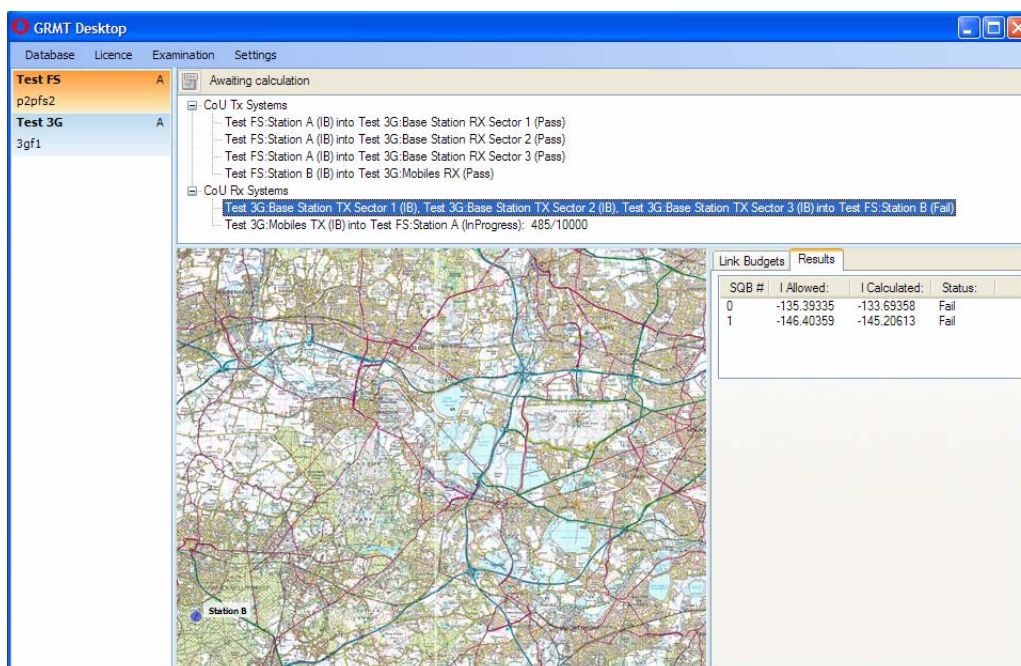 GRMT Desktop
Database Licence Examination Settings
Test FS A
p2pfs2
Test 3G A
3gf1
Awaiting calculation
CoU Tx Systems
Test FS:Station A (IB) into Test 3G:Base Station RX Sector 1 (Pass)
Test FS:Station A (IB) into Test 3G:Base Station RX Sector 2 (Pass)
Test FS:Station A (IB) into Test 3G:Base Station RX Sector 3 (Pass)
Test FS:Station B (IB) into Test 3G:Mobiles RX (Pass)
CoU Rx Systems
Test 3G:Base Station TX Sector 1 (IB), Test 3G:Base Station TX Sector 2 (IB), Test 3G:Base Station TX Sector 3 (IB) into Test FS:Station B (Fail)
Test 3G:Mobiles TX (IB) into Test FS:Station A (InProgress): 485/10000
Station B
Link Budgets Results
SQB # I Allowed: I Calculated: Status:
0 -135.39335 -133.69358 Fail
1 -146.40359 -145.20613 Fail